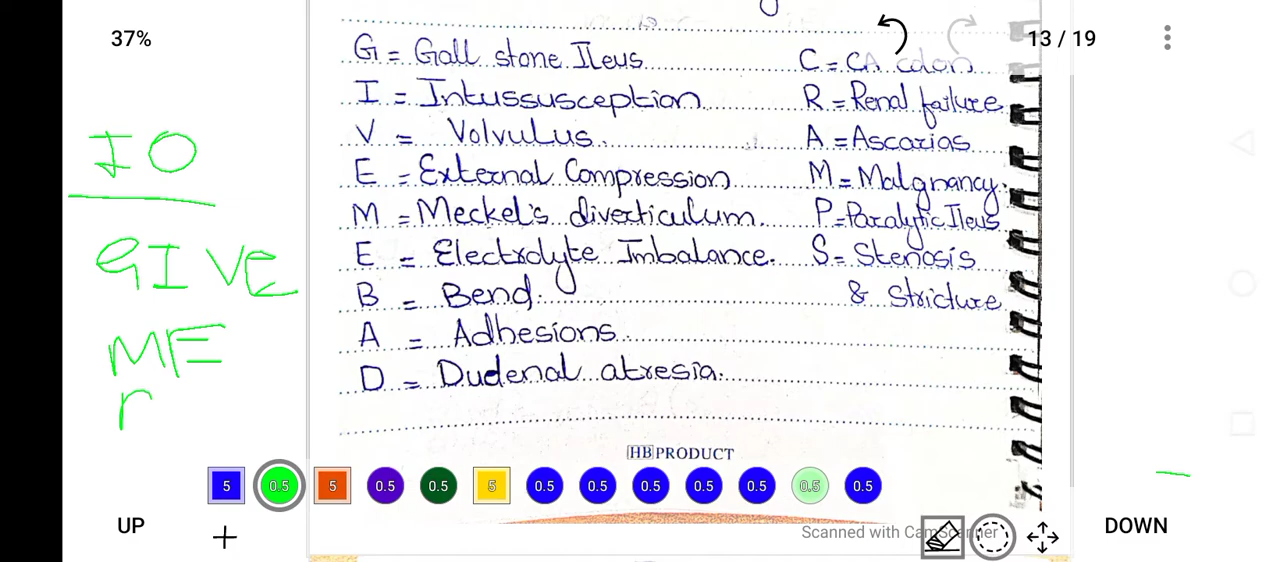 37%
13 / 19
G = Gall stone Ileus
I = Intussusception
V = Volvulus.
E = External Compression
M = Meckel's diverticulum.
E = Electrolyte Imbalance.
B = Bend.
A = Adhesions.
D = Dudenal atresia.
C = CA colon
R = Renal failure
A = Ascarias
M = Malgnancy.
P = Paralytic Ileus
S = Stenosis
& Stricture
IO
GIVE
ME
HB PRODUCT
5 0.5 5 0.5 0.5 5 0.5 0.5 0.5 0.5 0.5 0.5 0.5
UP
+
Scanned with CamScanner
DOWN